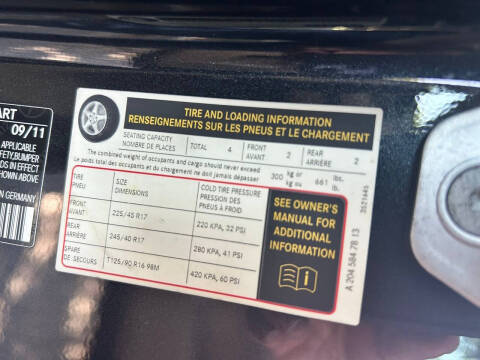 ART
09/11
APPLICABLE
FETY,BUMPER
DS IN EFFECT
SHOWN ABOVE
N GERMANY
TIRE AND LOADING INFORMATION
RENSEIGNEMENTS SUR LES PNEUS ET LE CHARGEMENT
SEATING CAPACITY
NOMBRE DE PLACES
TOTAL 4
FRONT
AVANT 2
REAR
ARRIÈRE 2
The combined weight of occupants and cargo should never exceed
Le poids total des occupants et du chargement ne doit jamais dépasser
300 kg or
kg ou
661 lbs.
lb.
TIRE
PNEU
SIZE
DIMENSIONS
COLD TIRE PRESSURE
PRESSION DES
PNEUS À FROID
FRONT
AVANT
225/45 R17
220 KPA, 32 PSI
REAR
ARRIÈRE
245/40 R17
280 KPA, 41 PSI
SPARE
DE SECOURS
T125/90 R16 98M
420 KPA, 60 PSI
SEE OWNER'S
MANUAL FOR
ADDITIONAL
INFORMATION
A 204 584 78 13